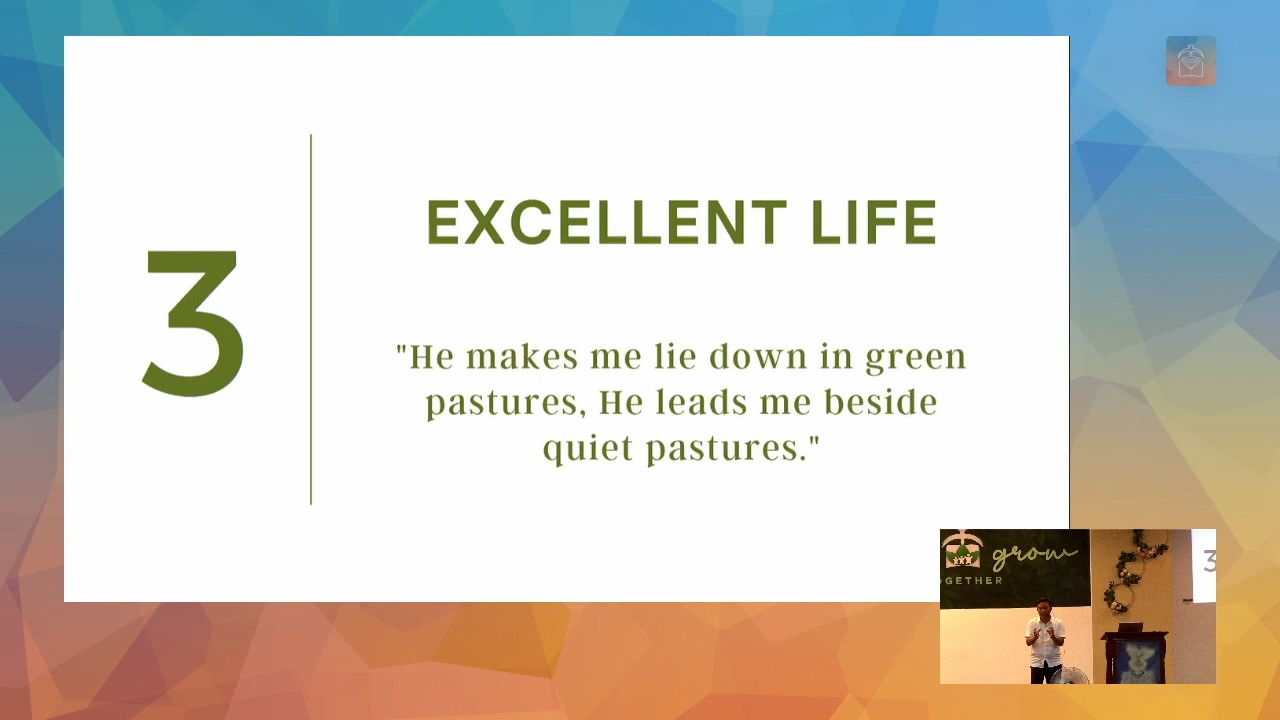 3
EXCELLENT LIFE
"He makes me lie down in green
pastures, He leads me beside
quiet pastures."
grow
OGETHER
3